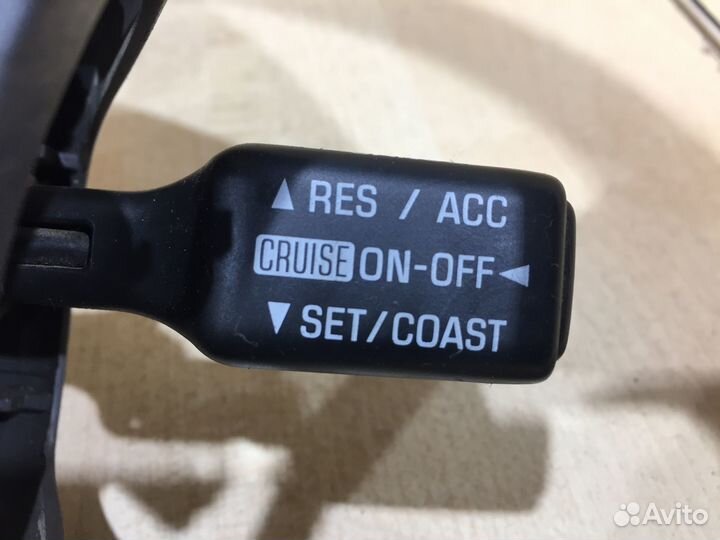 ▲ RES / ACC
CRUISE ON-OFF ◀
▼ SET/COAST
Avito